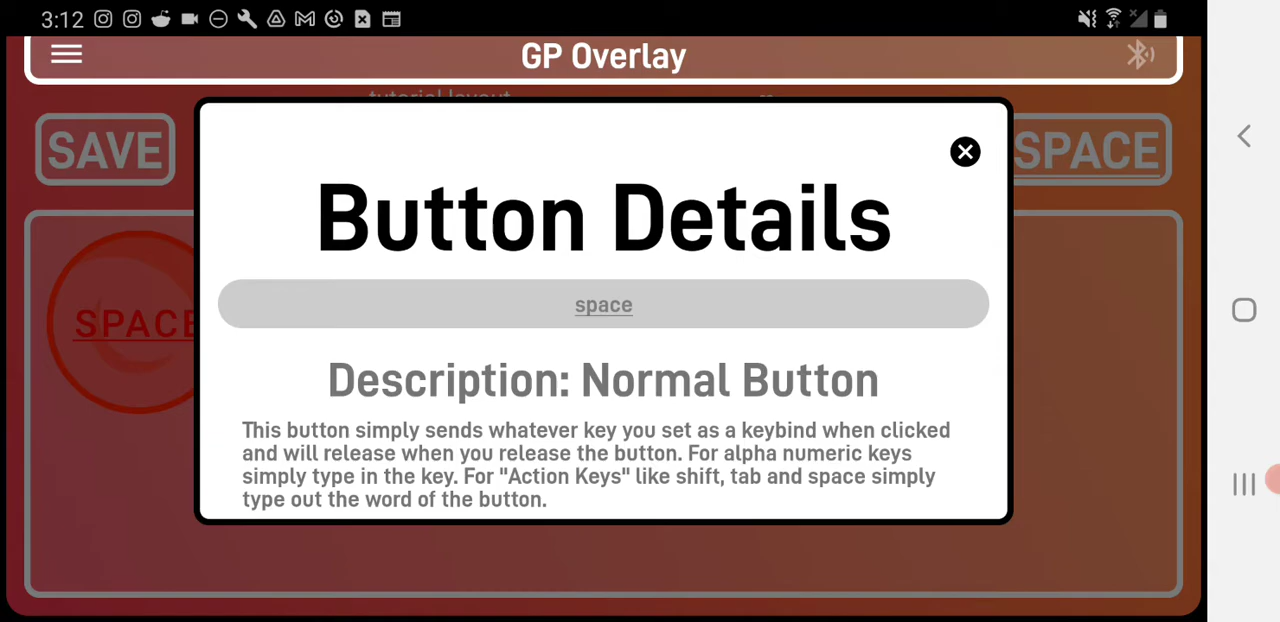 3:12
GP Overlay
tutorial layout
SAVE
SPACE
Button Details
space
SPACE
Description: Normal Button
This button simply sends whatever key you set as a keybind when clicked
and will release when you release the button. For alpha numeric keys
simply type in the key. For "Action Keys" like shift, tab and space simply
type out the word of the button.